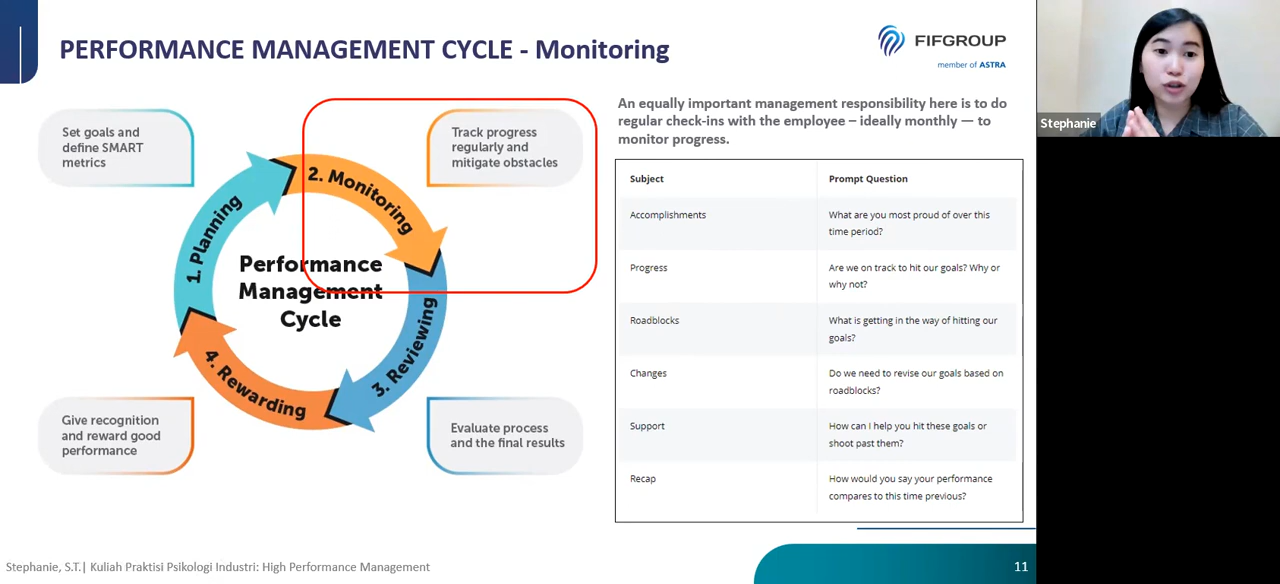 PERFORMANCE MANAGEMENT CYCLE - Monitoring
FIFGROUP
member of ASTRA
Stephanie
Set goals and
define SMART
metrics
Track progress
regularly and
mitigate obstacles
1. Planning
2. Monitoring
3. Reviewing
4. Rewarding
Performance
Management
Cycle
Give recognition
and reward good
performance
Evaluate process
and the final results
An equally important management responsibility here is to do
regular check-ins with the employee – ideally monthly — to
monitor progress.
Subject Prompt Question
Accomplishments What are you most proud of over this
time period?
Progress Are we on track to hit our goals? Why or
why not?
Roadblocks What is getting in the way of hitting our
goals?
Changes Do we need to revise our goals based on
roadblocks?
Support How can I help you hit these goals or
shoot past them?
Recap How would you say your performance
compares to this time previous?
Stephanie, S.T.| Kuliah Praktisi Psikologi Industri: High Performance Management
11